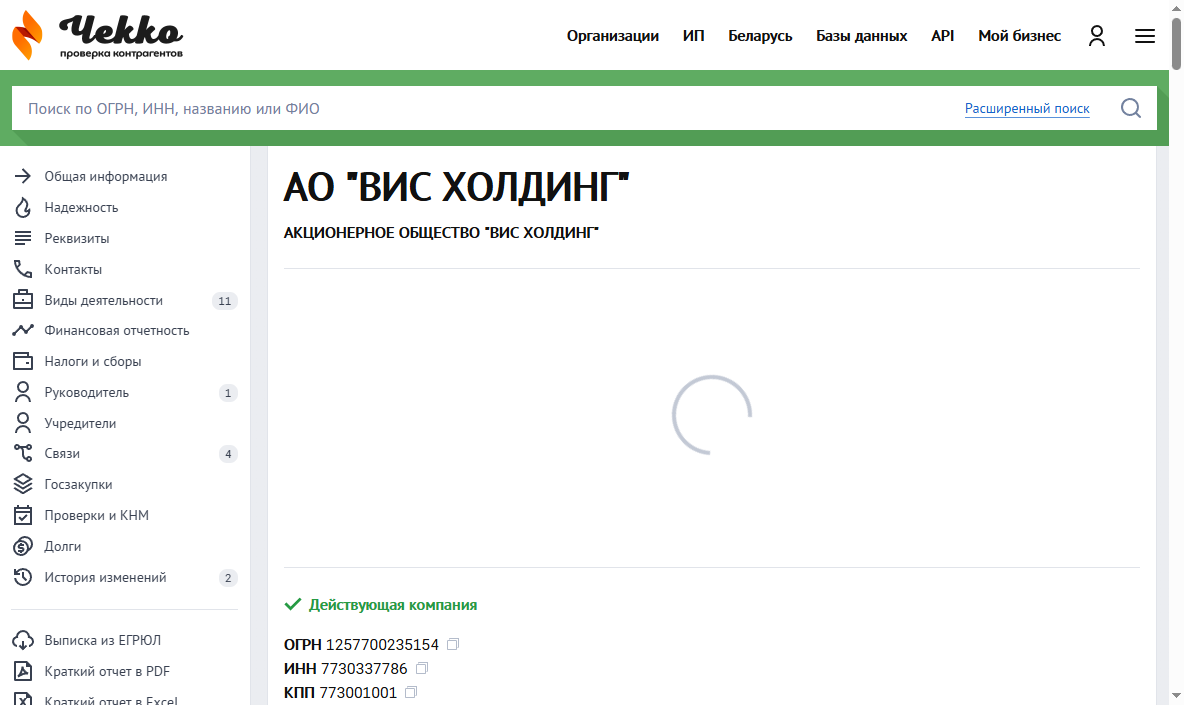 Чекко
проверка контрагентов
Организации ИП Беларусь Базы данных API Мой бизнес
Поиск по ОГРН, ИНН, названию или ФИО Расширенный поиск
Общая информация
Надежность
Реквизиты
Контакты
Виды деятельности 11
Финансовая отчетность
Налоги и сборы
Руководитель 1
Учредители
Связи 4
Госзакупки
Проверки и КНМ
Долги
История изменений 2
Выписка из ЕГРЮЛ
Краткий отчет в PDF
Краткий отчет в Excel
АО "ВИС ХОЛДИНГ"
АКЦИОНЕРНОЕ ОБЩЕСТВО "ВИС ХОЛДИНГ"
Действующая компания
ОГРН 1257700235154
ИНН 7730337786
КПП 773001001